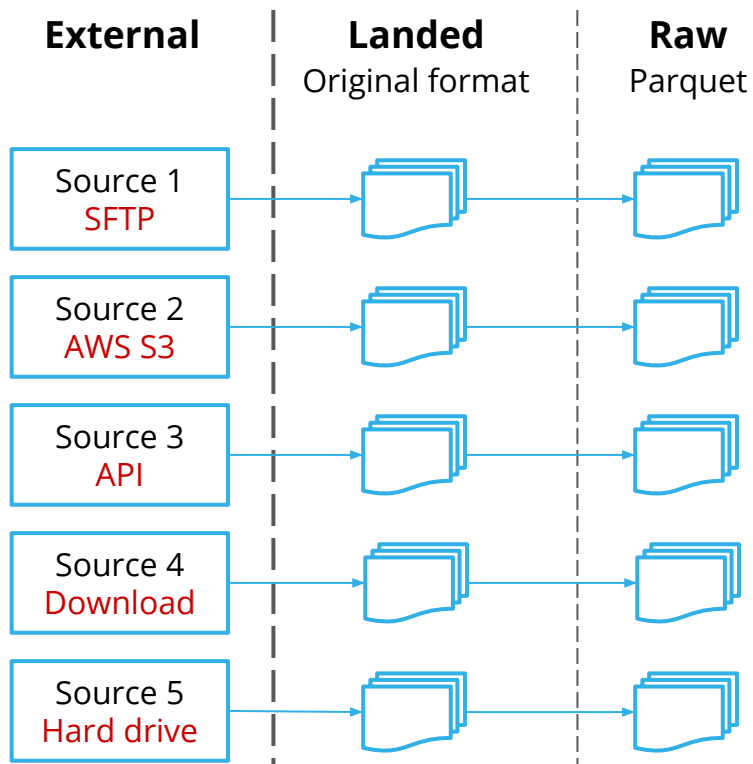 External
Landed
Raw
Original format
Parquet
Source 1
SFTP
Source 2
AWS S3
Source 3
API
Source 4
Download
Source 5
Hard drive